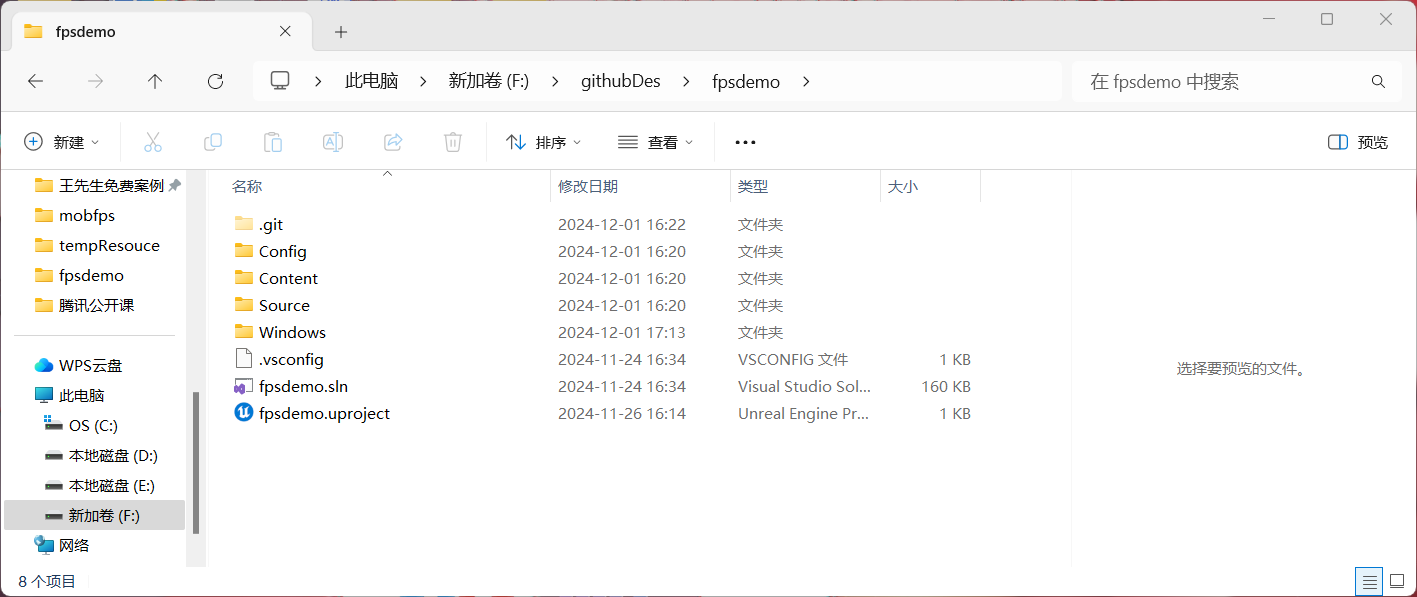 fpsdemo
此电脑 新加卷 (F:) githubDes fpsdemo
在 fpsdemo 中搜索
新建 排序 查看 预览
王先生免费案例
mobfps
tempResouce
fpsdemo
腾讯公开课
WPS云盘
此电脑
OS (C:)
本地磁盘 (D:)
本地磁盘 (E:)
新加卷 (F:)
网络
名称 修改日期 类型 大小
.git 2024-12-01 16:22 文件夹
Config 2024-12-01 16:20 文件夹
Content 2024-12-01 16:20 文件夹
Source 2024-12-01 16:20 文件夹
Windows 2024-12-01 17:13 文件夹
.vsconfig 2024-11-24 16:34 VSCONFIG 文件 1 KB
fpsdemo.sln 2024-11-24 16:34 Visual Studio Sol... 160 KB
fpsdemo.uproject 2024-11-26 16:14 Unreal Engine Pr... 1 KB
选择要预览的文件。
8 个项目